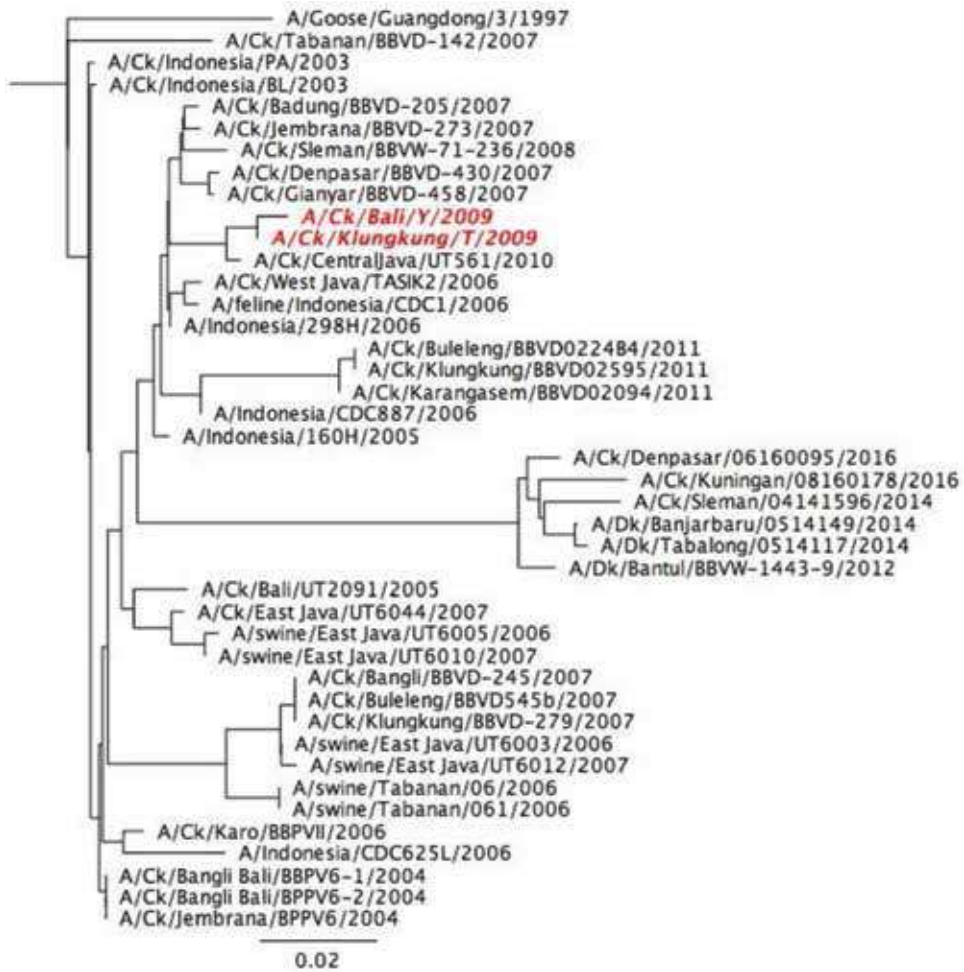 A/Goose/Guangdong/3/1997
A/Ck/Tabanan/BBVD-142/2007
A/Ck/Indonesia/PA/2003
A/Ck/Indonesia/BL/2003
A/Ck/Badung/BBVD-205/2007
A/Ck/Jembrana/BBVD-273/2007
A/Ck/Sleman/BBVW-71-236/2008
A/Ck/Denpasar/BBVD-430/2007
A/Ck/Gianyar/BBVD-458/2007
A/Ck/Bali/Y/2009
A/Ck/Klungkung/T/2009
A/Ck/CentralJava/UT561/2010
A/Ck/West Java/TASIK2/2006
A/feline/Indonesia/CDC1/2006
A/Indonesia/298H/2006
A/Ck/Buleleng/BBVD0224B4/2011
A/Ck/Klungkung/BBVD02595/2011
A/Ck/Karangasem/BBVD02094/2011
A/Indonesia/CDC887/2006
A/Indonesia/160H/2005
A/Ck/Denpasar/06160095/2016
A/Ck/Kuningan/08160178/2016
A/Ck/Sleman/04141596/2014
A/Dk/Banjarbaru/0514149/2014
A/Dk/Tabalong/0514117/2014
A/Dk/Bantul/BBVW-1443-9/2012
A/Ck/Bali/UT2091/2005
A/Ck/East Java/UT6044/2007
A/swine/East Java/UT6005/2006
A/swine/East Java/UT6010/2007
A/Ck/Bangli/BBVD-245/2007
A/Ck/Buleleng/BBVD545b/2007
A/Ck/Klungkung/BBVD-279/2007
A/swine/East Java/UT6003/2006
A/swine/East Java/UT6012/2007
A/swine/Tabanan/06/2006
A/swine/Tabanan/061/2006
A/Ck/Karo/BBPVII/2006
A/Indonesia/CDC625L/2006
A/Ck/Bangli Bali/BBPV6-1/2004
A/Ck/Bangli Bali/BPPV6-2/2004
A/Ck/Jembrana/BPPV6/2004
0.02